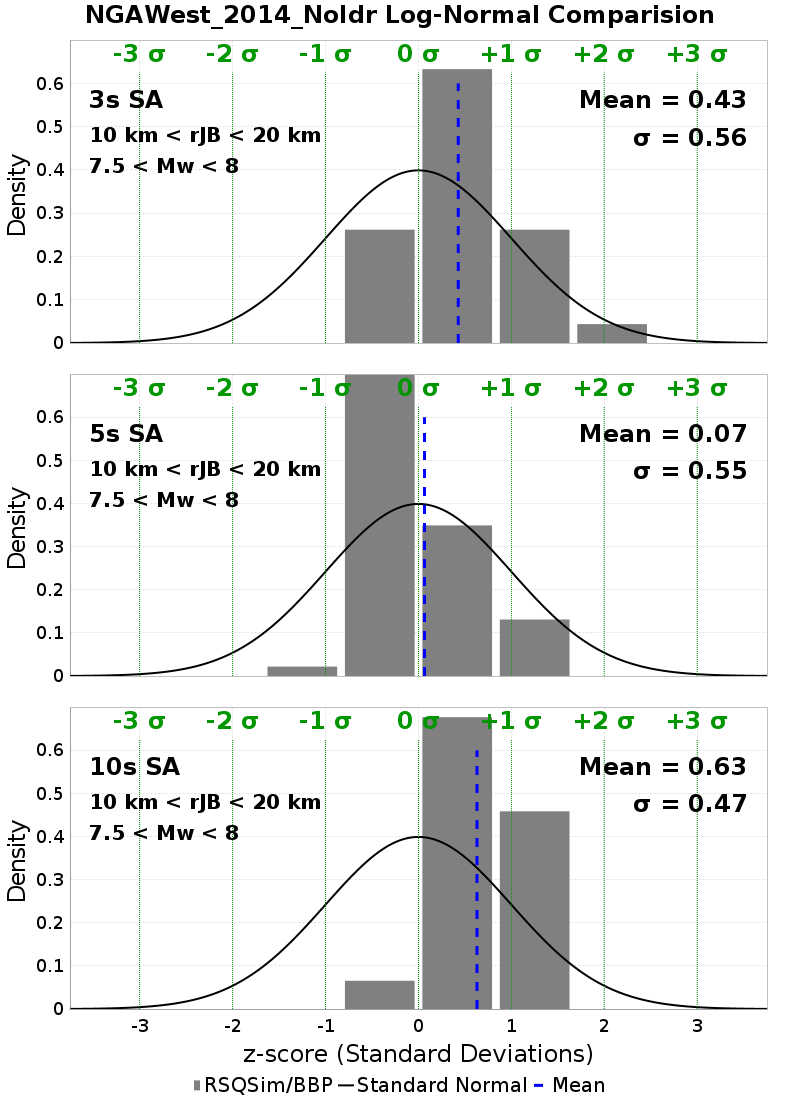 NGAWest_2014_NoIdr Log-Normal Comparision
-3 σ -2 σ -1 σ 0 σ +1 σ +2 σ +3 σ
3s SA
10 km < rJB < 20 km
7.5 < Mw < 8
Mean = 0.43
σ = 0.56
Density
0.6
0.5
0.4
0.3
0.2
0.1
0
-3 σ -2 σ -1 σ 0 σ +1 σ +2 σ +3 σ
5s SA
10 km < rJB < 20 km
7.5 < Mw < 8
Mean = 0.07
σ = 0.55
Density
0.6
0.5
0.4
0.3
0.2
0.1
0
-3 σ -2 σ -1 σ 0 σ +1 σ +2 σ +3 σ
10s SA
10 km < rJB < 20 km
7.5 < Mw < 8
Mean = 0.63
σ = 0.47
Density
0.6
0.5
0.4
0.3
0.2
0.1
0
-3 -2 -1 0 1 2 3
z-score (Standard Deviations)
RSQSim/BBP Standard Normal Mean